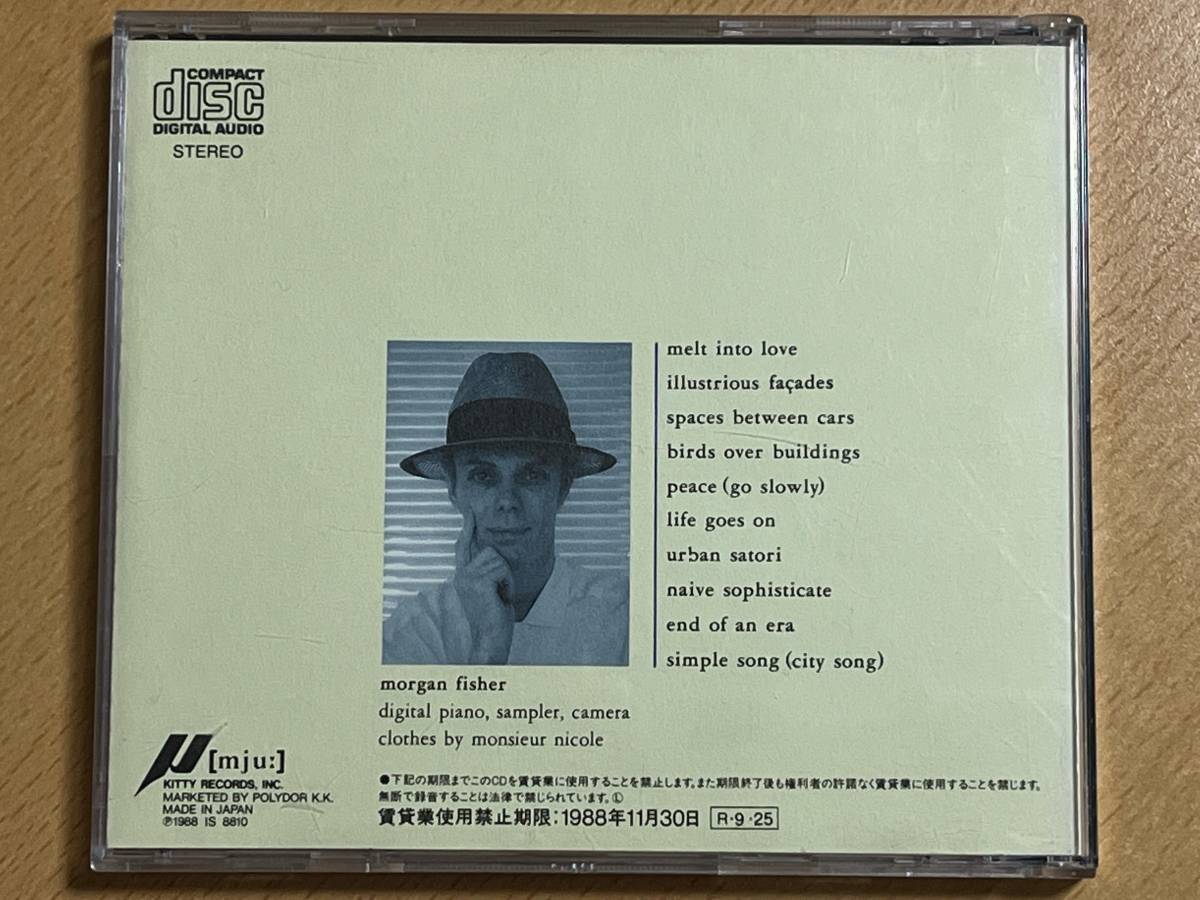 COMPACT
disc
DIGITAL AUDIO
STEREO
melt into love
illustrious façades
spaces between cars
birds over buildings
peace (go slowly)
life goes on
urban satori
naive sophisticate
end of an era
simple song (city song)
morgan fisher
digital piano, sampler, camera
clothes by monsieur nicole
μ [mju:]
KITTY RECORDS, INC.
MARKETED BY POLYDOR K.K.
MADE IN JAPAN
℗1988 IS 8810
●下記の期限までこのCDを賃貸業に使用することを禁止します。また期限終了後も権利者の許諾なく賃貸業に使用することを禁じます。
無断で録音することは法律で禁じられています。Ⓛ
賃貸業使用禁止期限:1988年11月30日 R・9・25